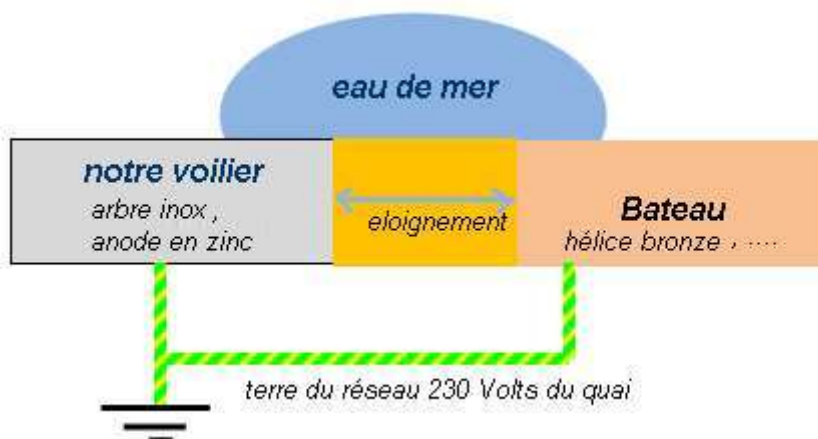 eau de mer
notre voilier
arbre inox ,
anode en zinc
eloignement
Bateau
hélice bronze , ....
terre du réseau 230 Volts du quai